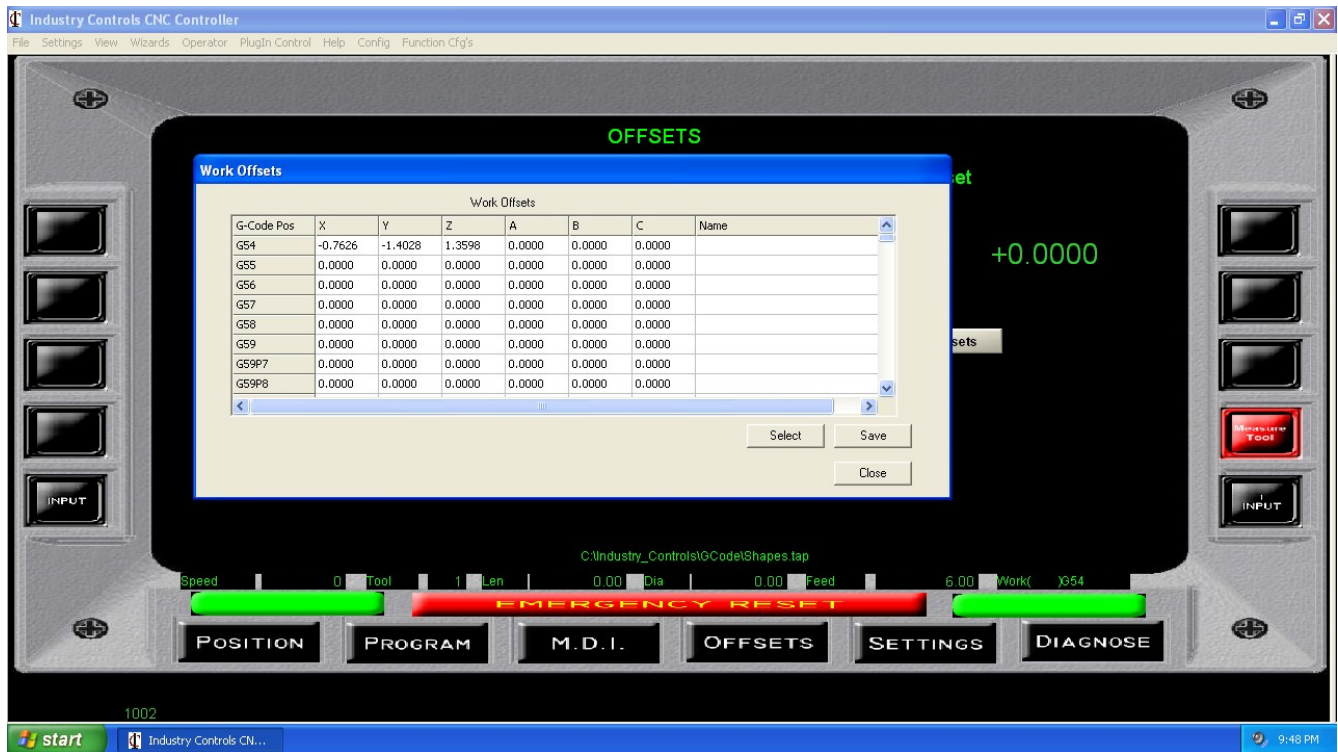 Industry Controls CNC Controller
File Settings View Wizards Operator PlugIn Control Help Config Function Cfg's
OFFSETS
Work Offsets
et
Work Offsets
G-Code Pos X Y Z A B C Name
G54 -0.7626 -1.4028 1.3598 0.0000 0.0000 0.0000
G55 0.0000 0.0000 0.0000 0.0000 0.0000 0.0000
G56 0.0000 0.0000 0.0000 0.0000 0.0000 0.0000
G57 0.0000 0.0000 0.0000 0.0000 0.0000 0.0000
G58 0.0000 0.0000 0.0000 0.0000 0.0000 0.0000
G59 0.0000 0.0000 0.0000 0.0000 0.0000 0.0000
G59P7 0.0000 0.0000 0.0000 0.0000 0.0000 0.0000
G59P8 0.0000 0.0000 0.0000 0.0000 0.0000 0.0000
+0.0000
sets
Select Save
Close
Measure
Tool
INPUT
INPUT
C:\Industry_Controls\GCode\Shapes.tap
Speed 0 Tool 1 Len 0.00 Dia 0.00 Feed 6.00 Work( )G54
EMERGENCY RESET
POSITION PROGRAM M.D.I. OFFSETS SETTINGS DIAGNOSE
1002
start Industry Controls CN... 9:48 PM